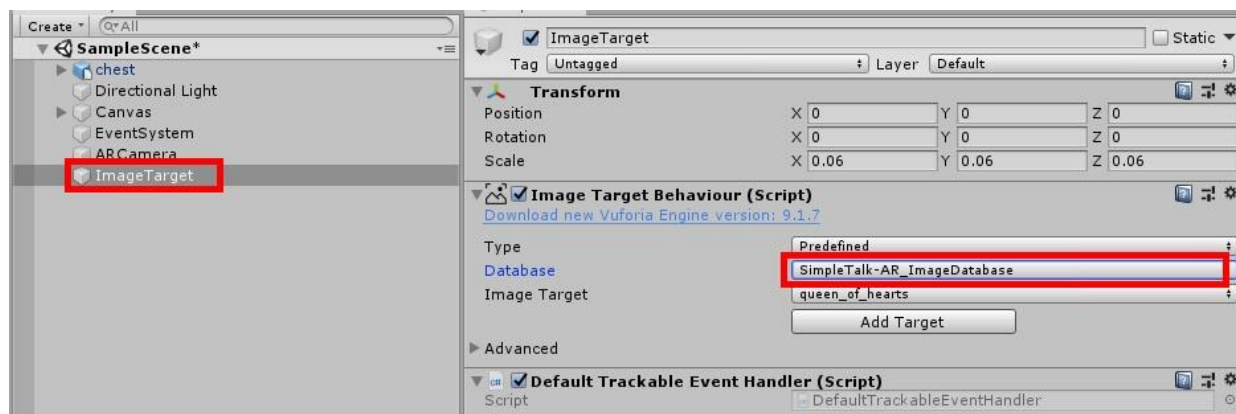 Create
All
SampleScene*
chest
Directional Light
Canvas
EventSystem
ARCamera
ImageTarget
ImageTarget
Static
Tag Untagged Layer Default
Transform
Position X 0 Y 0 Z 0
Rotation X 0 Y 0 Z 0
Scale X 0.06 Y 0.06 Z 0.06
Image Target Behaviour (Script)
Download new Vuforia Engine version: 9.1.7
Type Predefined
Database SimpleTalk-AR_ImageDatabase
Image Target queen_of_hearts
Add Target
Advanced
c# Default Trackable Event Handler (Script)
Script DefaultTrackableEventHandler